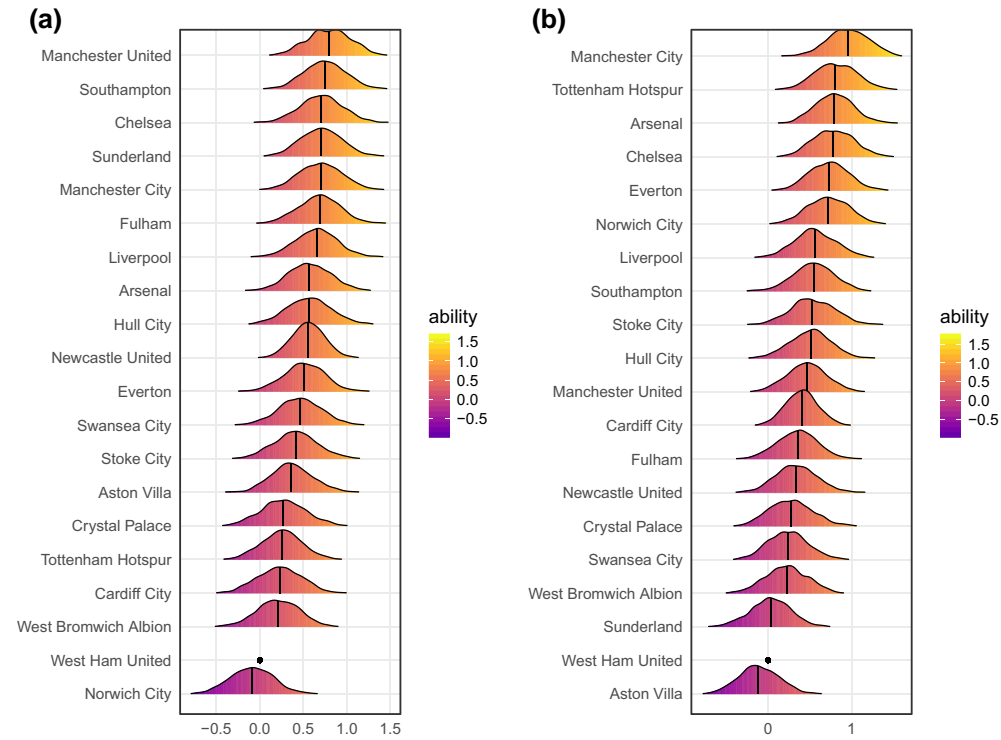 (a)
Manchester United
Southampton
Chelsea
Sunderland
Manchester City
Fulham
Liverpool
Arsenal
Hull City
Newcastle United
Everton
Swansea City
Stoke City
Aston Villa
Crystal Palace
Tottenham Hotspur
Cardiff City
West Bromwich Albion
West Ham United
Norwich City
−0.5 0.0 0.5 1.0 1.5
ability
1.5
1.0
0.5
0.0
−0.5
(b)
Manchester City
Tottenham Hotspur
Arsenal
Chelsea
Everton
Norwich City
Liverpool
Southampton
Stoke City
Hull City
Manchester United
Cardiff City
Fulham
Newcastle United
Crystal Palace
Swansea City
West Bromwich Albion
Sunderland
West Ham United
Aston Villa
0 1
ability
1.5
1.0
0.5
0.0
−0.5